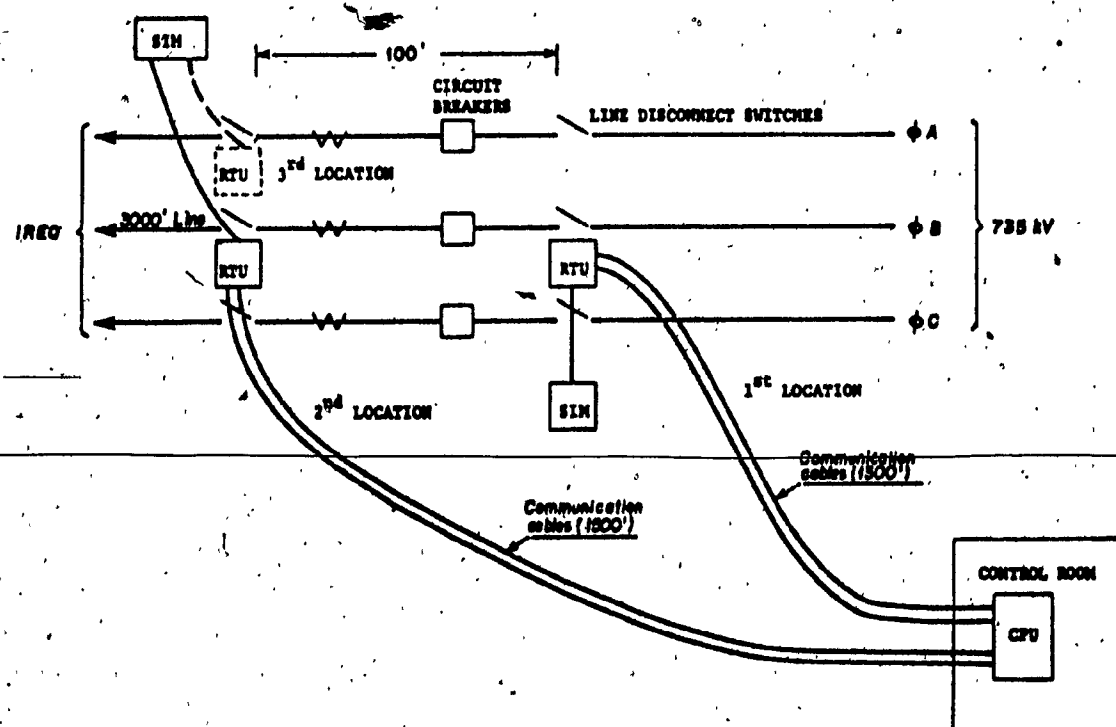 SIM
100'
CIRCUIT
BREAKERS
LINE DISCONNECT SWITCHES
ϕ A
RTU
3rd LOCATION
IREQ
3000' Line
ϕ B
735 kV
RTU
RTU
ϕ C
1st LOCATION
2nd LOCATION
SIM
Communication
cables (1300')
Communication
cables (1500')
CONTROL ROOM
CPU